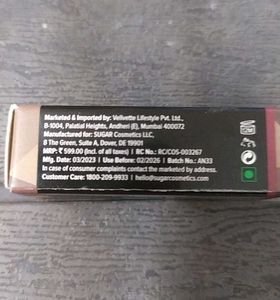 Marketed & Imported by: Vellvette Lifestyle Pvt. Ltd.,
B-1004, Palatial Heights, Andheri (E), Mumbai 400072
Manufactured for: SUGAR Cosmetics LLC,
8 The Green, Suite A, Dover, DE 19901
MRP: ₹ 599.00 (incl. of all taxes) | RC No.: RC/COS-003267
Mfg. 03/2023 | Use Before: 02/2026 | Batch No.: AN33
In case of consumer complaints contact the marketer by address.
Customer Care: 1800-209-9933 | hello@sugarcosmetics.com
12M